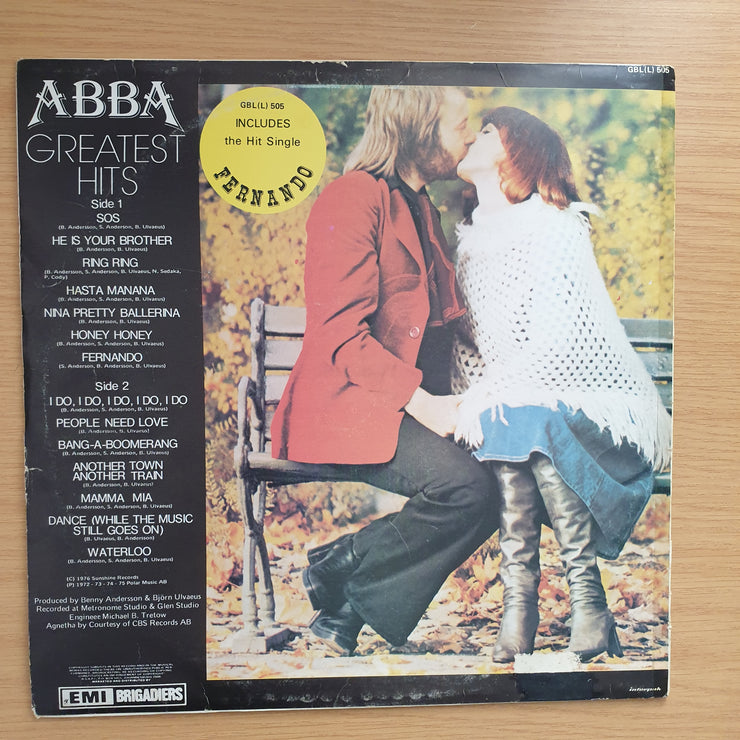 GBL(L) 505
ABBA
GREATEST
HITS
Side 1
SOS
(B. Andersson, S. Anderson, B. Ulvaeus)
HE IS YOUR BROTHER
(B. Andersson, B. Ulvaeus)
RING RING
(B. Andersson, S. Anderson, B. Ulvaeus, N. Sedaka,
P. Cody)
HASTA MANANA
(B. Andersson, S. Anderson, B. Ulvaeus)
NINA PRETTY BALLERINA
(B. Andersson, B. Ulvaeus)
HONEY HONEY
(B. Andersson, S. Anderson, B. Ulvaeus)
FERNANDO
(S. Anderson, B. Andersson, B. Ulvaeus)
Side 2
I DO, I DO, I DO, I DO, I DO
(B. Andersson, S. Anderson, B. Ulvaeus)
PEOPLE NEED LOVE
(B. Andersson, B. Ulvaeus)
BANG-A-BOOMERANG
(B. Andersson, S. Anderson, B. Ulvaeus)
ANOTHER TOWN
ANOTHER TRAIN
(B. Andersson, B. Ulvaeus)
MAMMA MIA
(B. Andersson, S. Anderson, B. Ulvaeus)
DANCE (WHILE THE MUSIC
STILL GOES ON)
(B. Ulvaeus, B. Andersson)
WATERLOO
(B. Andersson, S. Anderson, B. Ulvaeus)
(C) 1976 Sunshine Records
(P) 1972 - 73 - 74 - 75 Polar Music AB
Produced by Benny Andersson & Björn Ulvaeus
Recorded at Metronome Studio & Glen Studio
Engineer Michael B. Tretow
Agnetha by Courtesy of CBS Records AB
EMI BRIGADIERS
GBL(L) 505
INCLUDES
the Hit Single
FERNANDO
interpak